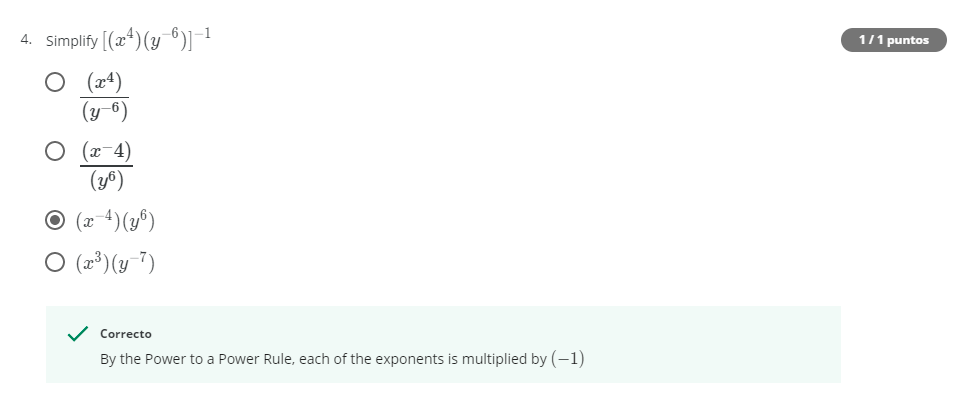 4. Simplify [(x⁴)(y⁻⁶)]⁻¹
1 / 1 puntos
(x⁴)
(y⁻⁶)
(x⁻4)
(y⁶)
(x⁻⁴)(y⁶)
(x³)(y⁻⁷)
Correcto
By the Power to a Power Rule, each of the exponents is multiplied by (−1)